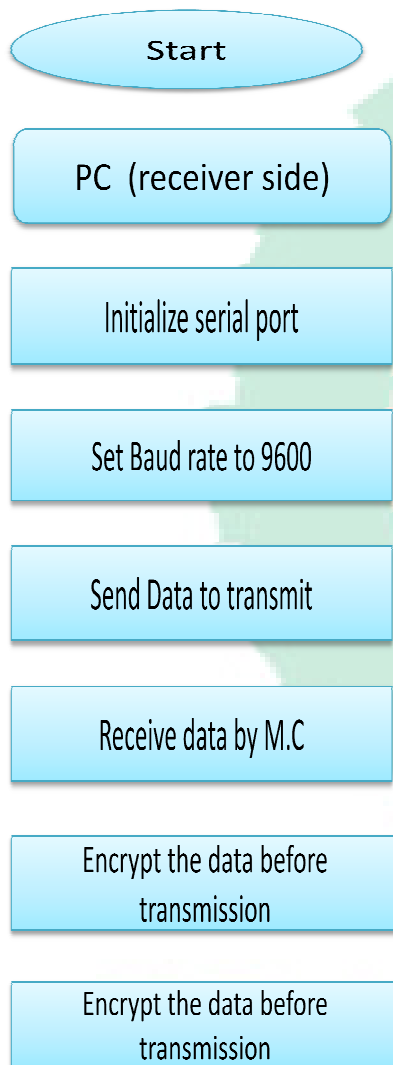 Start
PC (receiver side)
Initialize serial port
Set Baud rate to 9600
Send Data to transmit
Receive data by M.C
Encrypt the data before
transmission
Encrypt the data before
transmission